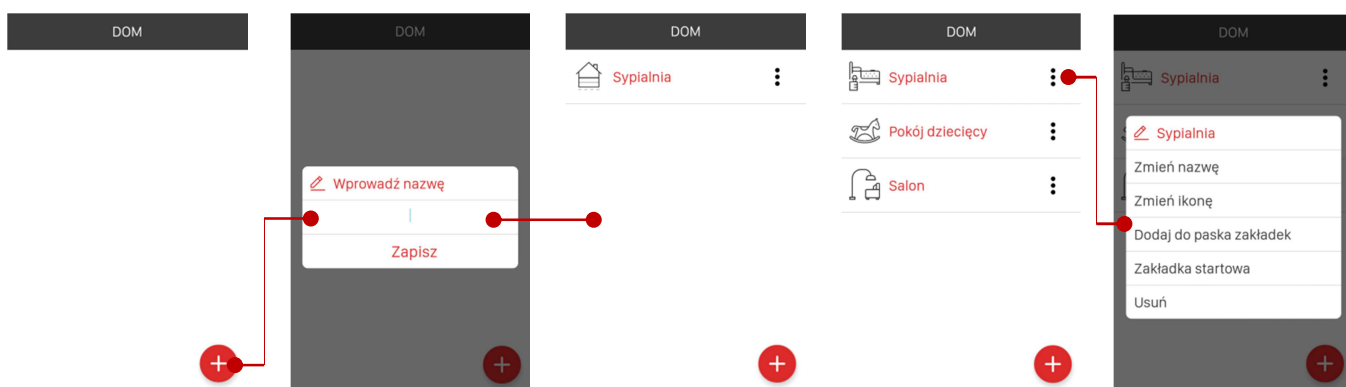 DOM
DOM
Wprowadź nazwę
Zapisz
DOM
Sypialnia
DOM
Sypialnia
Pokój dziecięcy
Salon
DOM
Sypialnia
Sypialnia
Zmień nazwę
Zmień ikonę
Dodaj do paska zakładek
Zakładka startowa
Usuń